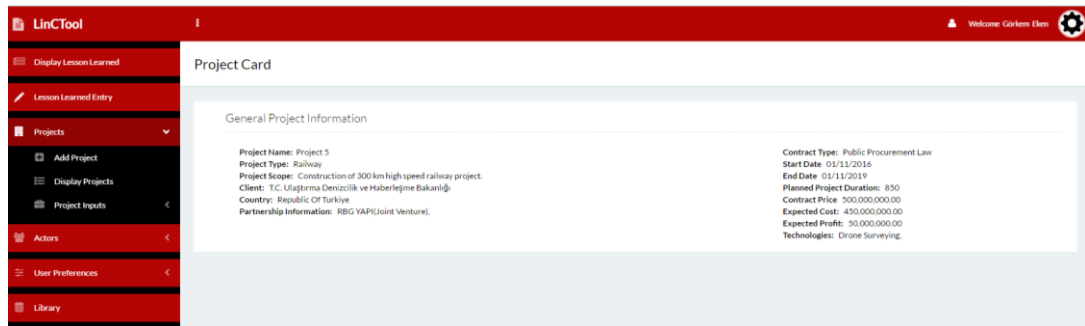 LinCTool
Welcome Görkem Eken
Display Lesson Learned
Lesson Learned Entry
Projects
Add Project
Display Projects
Project Inputs
Actors
User Preferences
Library
Project Card
General Project Information
Project Name: Project 5
Project Type: Railway
Project Scope: Construction of 300 km high speed railway project.
Client: T.C. Ulaştırma Denizcilik ve Haberleşme Bakanlığı
Country: Republic Of Turkiye
Partnership Information: RBG YAPI(Joint Venture),
Contract Type: Public Procurement Law
Start Date 01/11/2016
End Date 01/11/2019
Planned Project Duration: 850
Contract Price 500,000,000.00
Expected Cost: 450,000,000.00
Expected Profit: 50,000,000.00
Technologies: Drone Surveying,